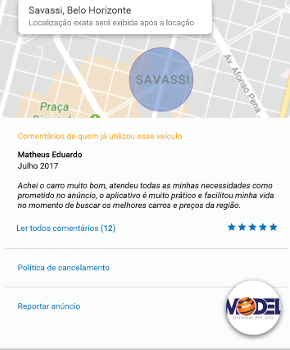 Savassi, Belo Horizonte
Localização exata será exibida após a locação
SAVASSI
Av. Afonso Pena
Praça
Comentários de quem já utilizou esse veículo
Matheus Eduardo
Julho 2017
Achei o carro muito bom, atendeu todas as minhas necessidades como
prometido no anúncio, o aplicativo é muito prático e facilitou minha vida
no momento de buscar os melhores carros e preços da região.
Ler todos comentários (12)
Política de cancelamento
Reportar anúncio
MODEL